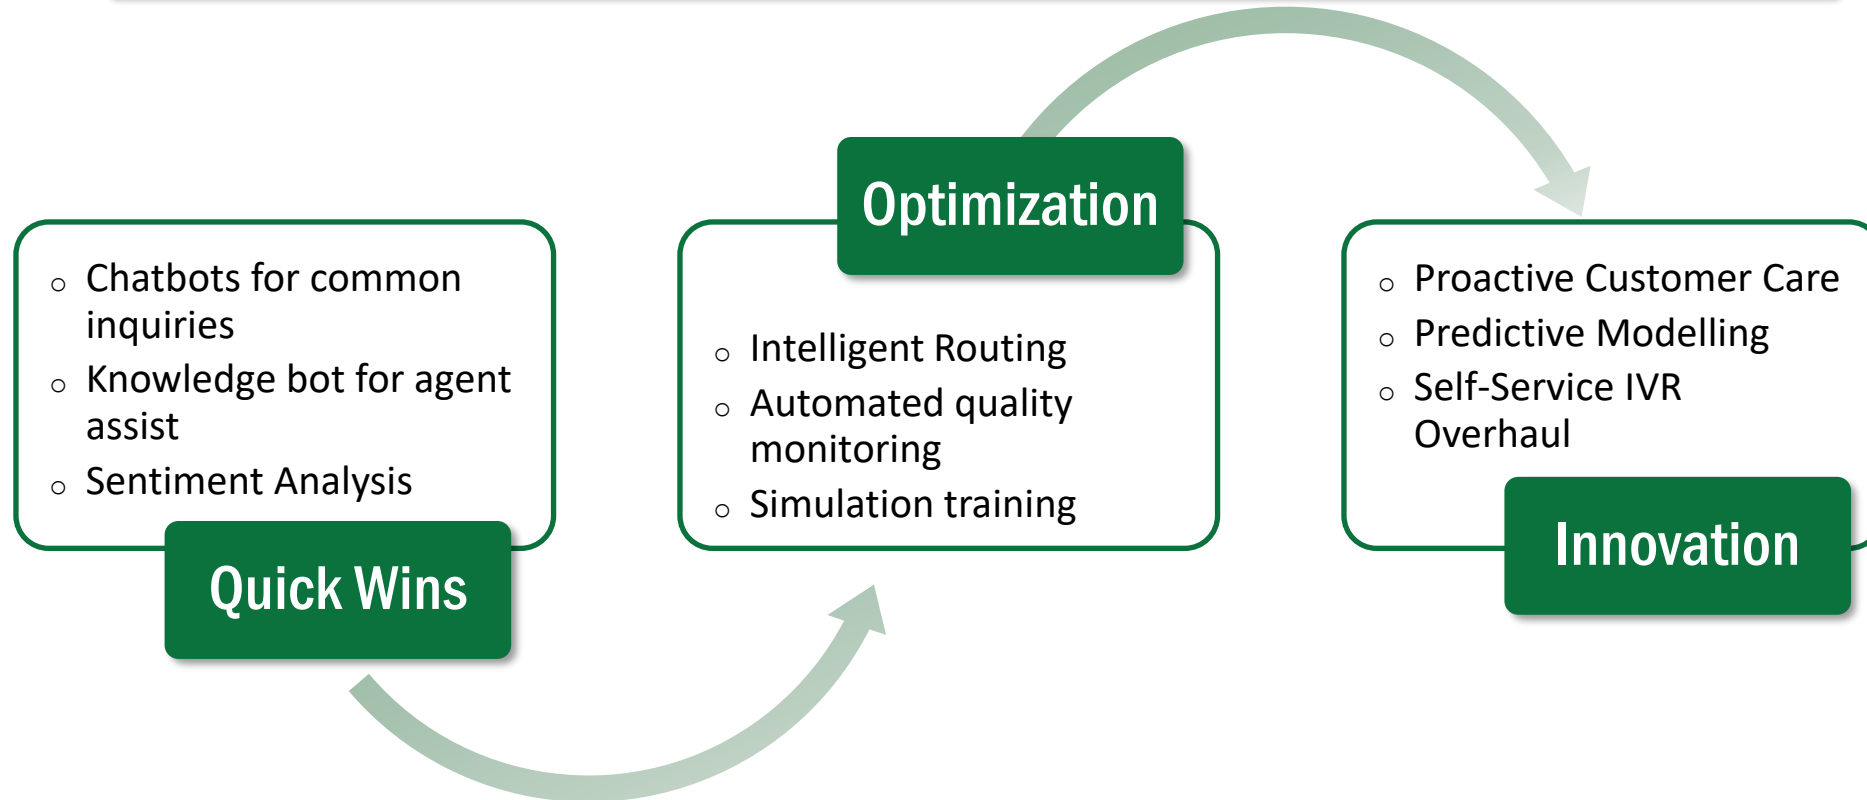 ○ Chatbots for common
inquiries
○ Knowledge bot for agent
assist
○ Sentiment Analysis
Quick Wins
Optimization
○ Intelligent Routing
○ Automated quality
monitoring
○ Simulation training
○ Proactive Customer Care
○ Predictive Modelling
○ Self-Service IVR
Overhaul
Innovation